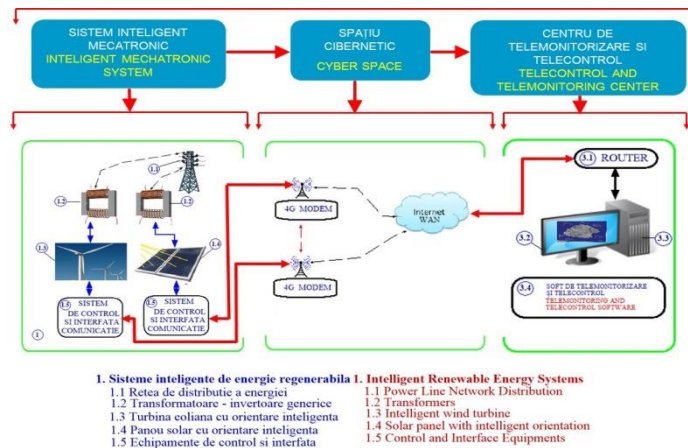 SISTEM INTELIGENT
MECATRONIC
INTELIGENT MECHATRONIC
SYSTEM
SPAȚIU
CIBERNETIC
CYBER SPACE
CENTRU DE
TELEMONITORIZARE SI
TELECONTROL
TELECONTROL AND
TELEMONITORING CENTER
1.1
1.2
1.2
1.3
1.4
1.5
SISTEM
DE CONTROL
SI INTERFATA
COMUNICATIE
1.5
SISTEM
DE CONTROL
SI INTERFATA
COMUNICATIE
1
4G MODEM
4G MODEM
Internet
WAN
3.1
ROUTER
3.2
3.3
3.4
SOFT DE TELEMONITORIZARE
ȘI TELECONTROL
TELEMONITORING AND
TELECONTROL SOFTWARE
1. Sisteme inteligente de energie regenerabila
1.1 Retea de distributie a energiei
1.2 Transformatoare - invertoare generice
1.3 Turbina eoliana cu orientare inteligenta
1.4 Panou solar cu orientare inteligenta
1.5 Echipamente de control si interfata
1. Intelligent Renewable Energy Systems
1.1 Power Line Network Distribution
1.2 Transformers
1.3 Intelligent wind turbine
1.4 Solar panel with intelligent orientation
1.5 Control and Interface Equipments